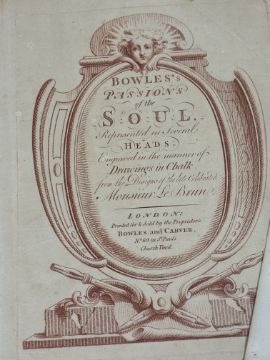 BOWLES'S
PASSIONS
of the
SOUL,
Represented in Several
HEADS,
Engraved in the manner of
Drawings in Chalk
from the Designs of the late Celebrated
Monsieur Le Brun
LONDON:
Printed for & Sold by the Proprietors
BOWLES and CARVER,
No. 69 in St. Pauls
Church Yard.